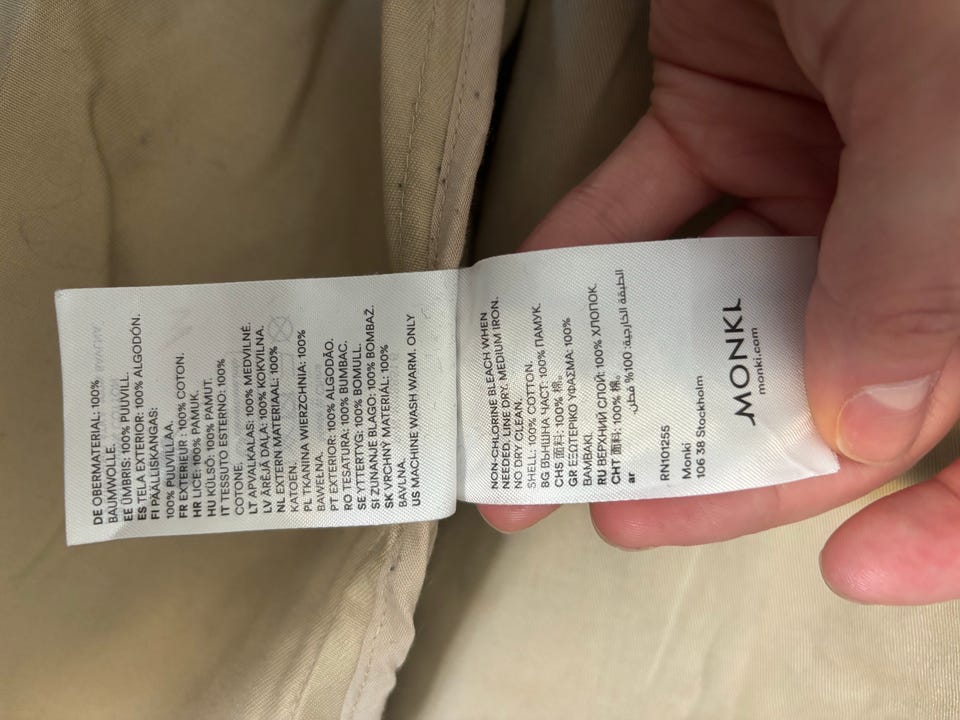 DE OBERMATERIAL: 100%
BAUMWOLLE.
EE ÜMBRIS: 100% PUUVILL.
ES TELA EXTERIOR: 100% ALGODÓN.
FI PÄÄLLISKANGAS:
100% PUUVILLAA.
FR EXTERIEUR : 100% COTON.
HR LICE: 100% PAMUK.
HU KÜLSŐ: 100% PAMUT.
IT TESSUTO ESTERNO: 100%
COTONE.
LT APVALKALAS: 100% MEDVILNĖ.
LV ĀRĒJĀ DAĻA: 100% KOKVILNA.
NL EXTERN MATERIAAL: 100%
KATOEN.
PL TKANINA WIERZCHNIA: 100%
BAWEŁNA.
PT EXTERIOR: 100% ALGODÃO.
RO TESATURA: 100% BUMBAC.
SE YTTERTYG: 100% BOMULL.
SI ZUNANJE BLAGO: 100% BOMBAŽ.
SK VRCHNÝ MATERIÁL: 100%
BAVLNA.
US MACHINE WASH WARM. ONLY
NON-CHLORINE BLEACH WHEN
NEEDED. LINE DRY. MEDIUM IRON.
NO DRY CLEAN.
SHELL: 100% COTTON.
BG ВЪНШНА ЧАСТ: 100% ПАМУК.
CHS 面料: 100% 棉.
GR ΕΞΩΤΕΡΙΚΟ ΥΦΑΣΜΑ: 100%
ΒΑΜΒΑΚΙ.
RU ВЕРХНИЙ СЛОЙ: 100% ХЛОПОК.
CHT 面料: 100% 棉.
ar الطبقة الخارجية: 100% قطن.
RN101255
Monki
106 38 Stockholm
MONKI
monki.com